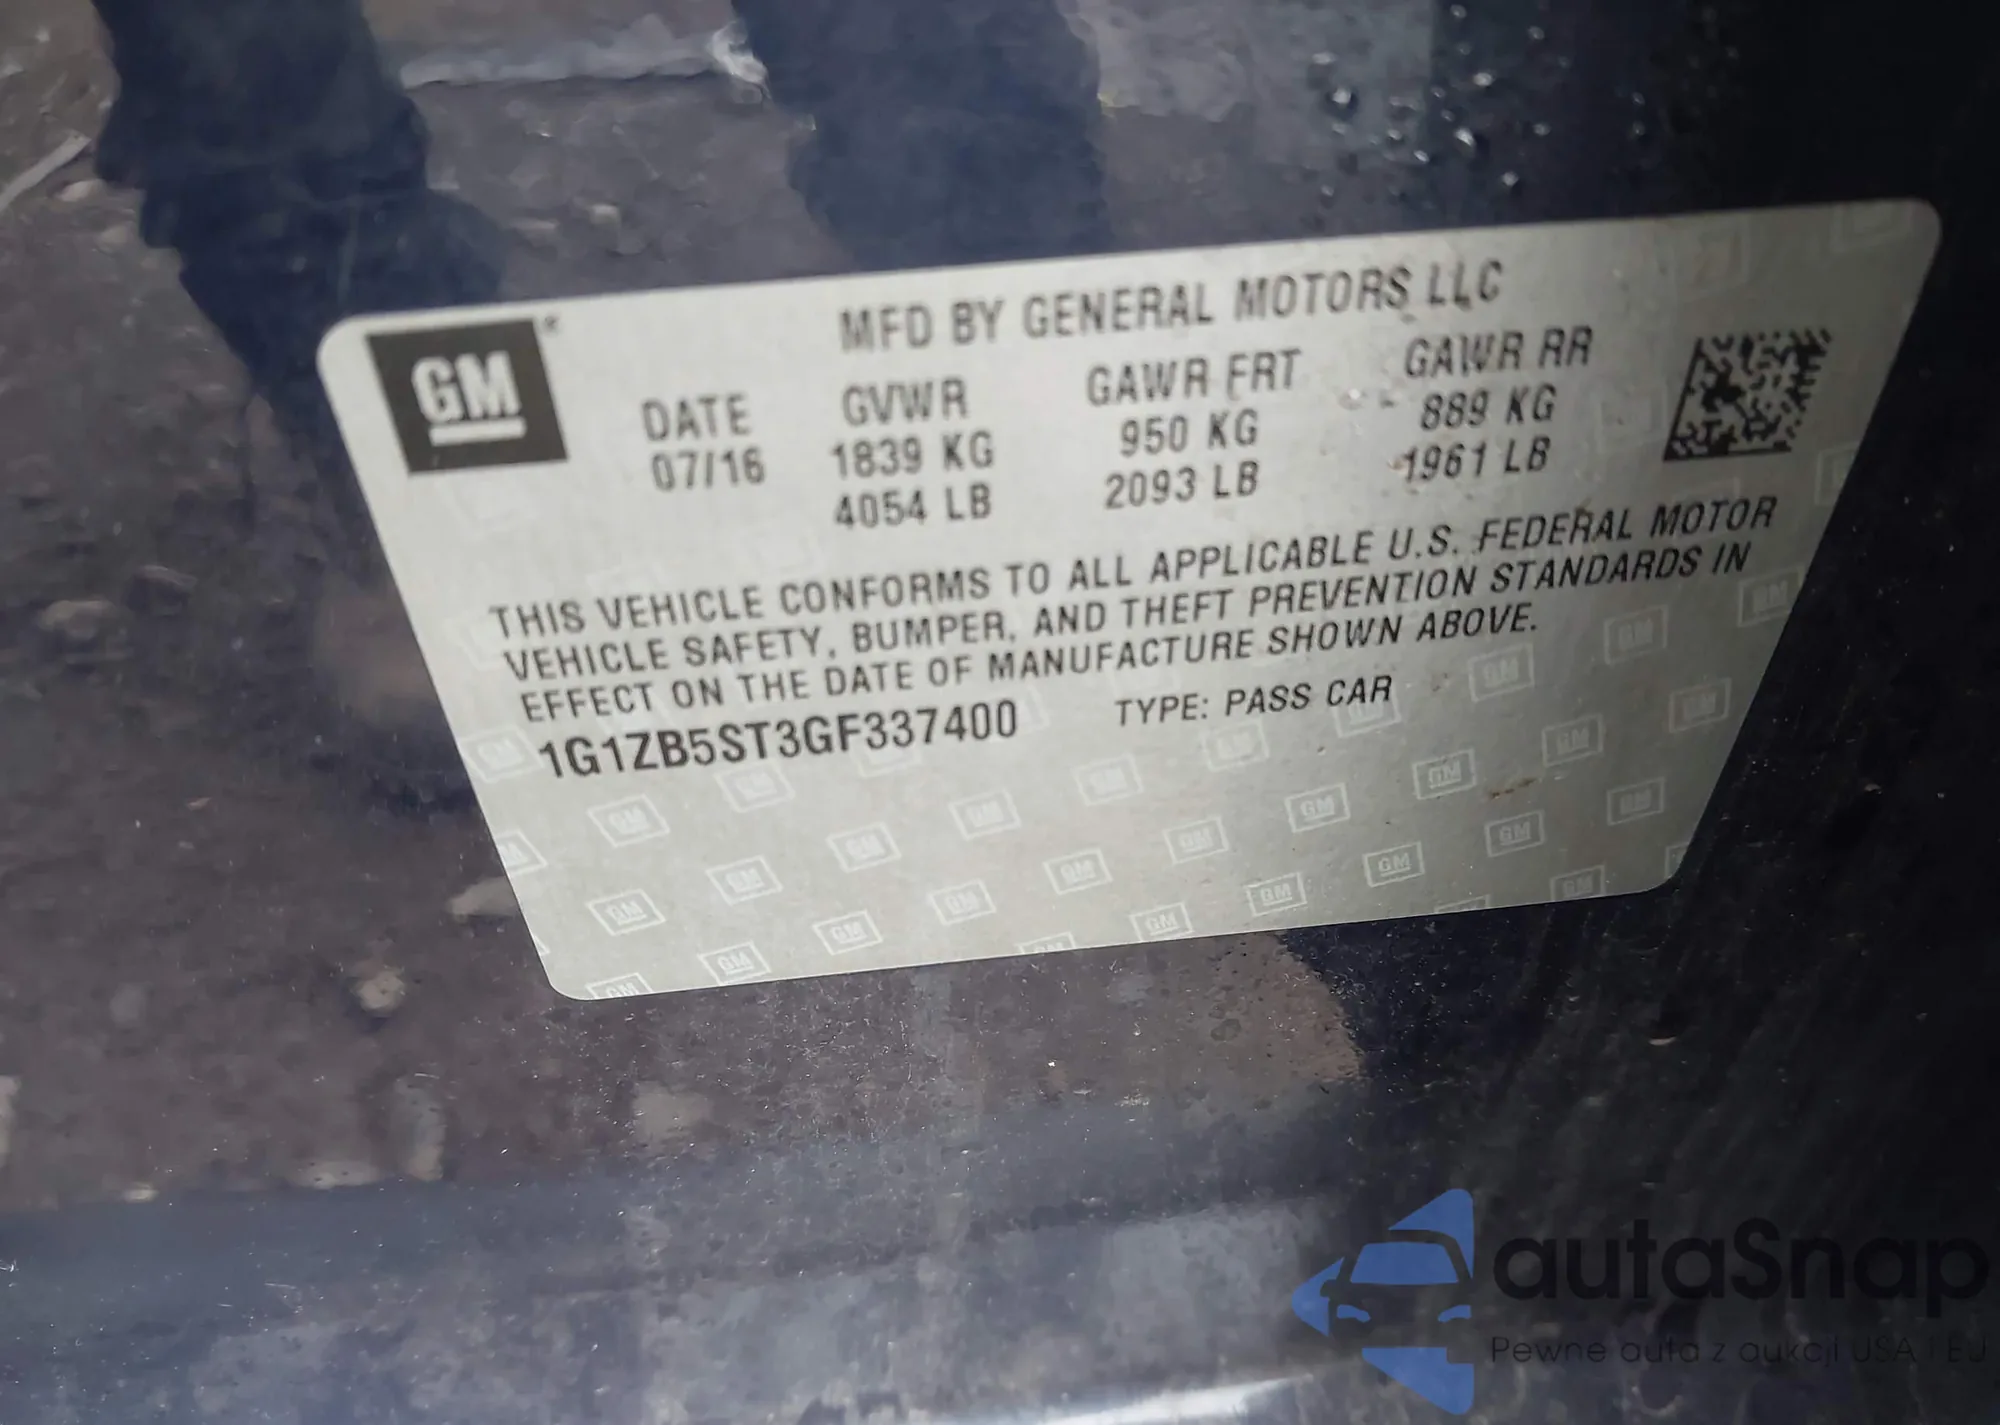 GM®
MFD BY GENERAL MOTORS LLC
DATE GVWR GAWR FRT GAWR RR
07/16 1839 KG 950 KG 889 KG
4054 LB 2093 LB 1961 LB
THIS VEHICLE CONFORMS TO ALL APPLICABLE U.S. FEDERAL MOTOR
VEHICLE SAFETY, BUMPER, AND THEFT PREVENTION STANDARDS IN
EFFECT ON THE DATE OF MANUFACTURE SHOWN ABOVE.
1G1ZB5ST3GF337400 TYPE: PASS CAR
autaSnap
Pewne auta z aukcji USA i EU